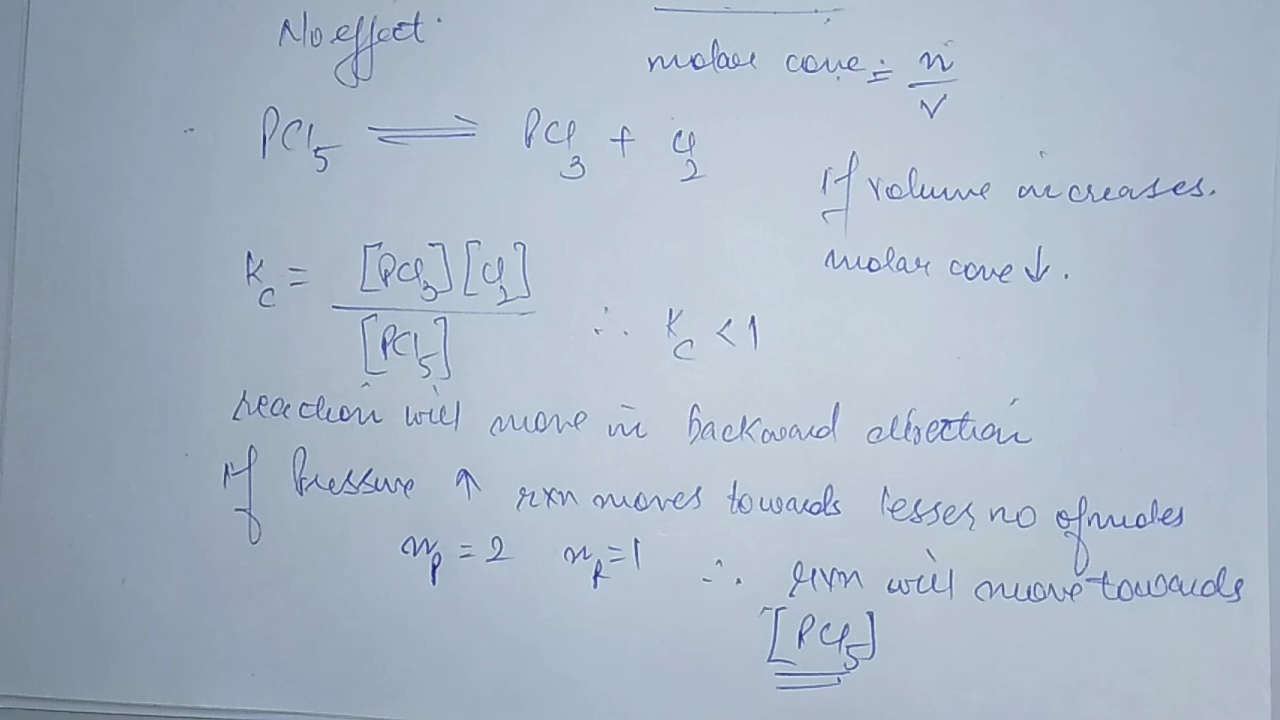 No effect.
molar conc = n/V
PCl5 ⇌ PCl3 + Cl2
If volume increases.
molar conc ↓.
Kc = [PCl3][Cl2] / [PCl5] ∴ Kc < 1
reaction will move in backward direction
If Pressure ↑ rxn moves towards lesser no of moles
nP = 2 nR = 1 ∴ rxn will move towards
[PCl5]